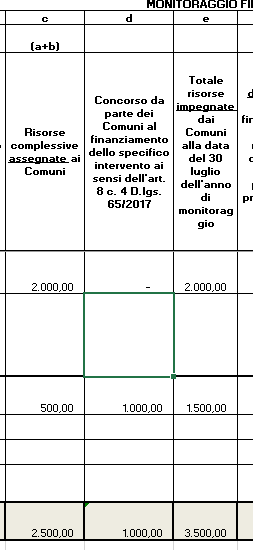 MONITORAGGIO FI
c d e
(a+b)
Risorse
complessive
assegnate ai
Comuni
Concorso da
parte dei
Comuni al
finanziamento
dello specifico
intervento ai
sensi dell'art.
8 c. 4 D.lgs.
65/2017
Totale
risorse
impegnate
dai
Comuni
alla data
del 30
luglio
dell'anno
di
monitorag
gio
2.000,00 - 2.000,00
500,00 1.000,00 1.500,00
2.500,00 1.000,00 3.500,00